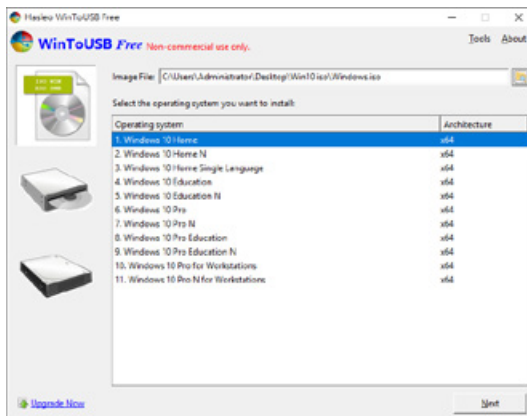 Hasleo WinToUSB Free
WinToUSB Free Non-commercial use only.
Tools About
Image File: C:\Users\Administrator\Desktop\Win10 iso\Windows.iso
Select the operating system you want to install:
Operating system Architecture
1. Windows 10 Home x64
2. Windows 10 Home N x64
3. Windows 10 Home Single Language x64
4. Windows 10 Education x64
5. Windows 10 Education N x64
6. Windows 10 Pro x64
7. Windows 10 Pro N x64
8. Windows 10 Pro Education x64
9. Windows 10 Pro Education N x64
10. Windows 10 Pro for Workstations x64
11. Windows 10 Pro N for Workstations x64
Upgrade Now
Next